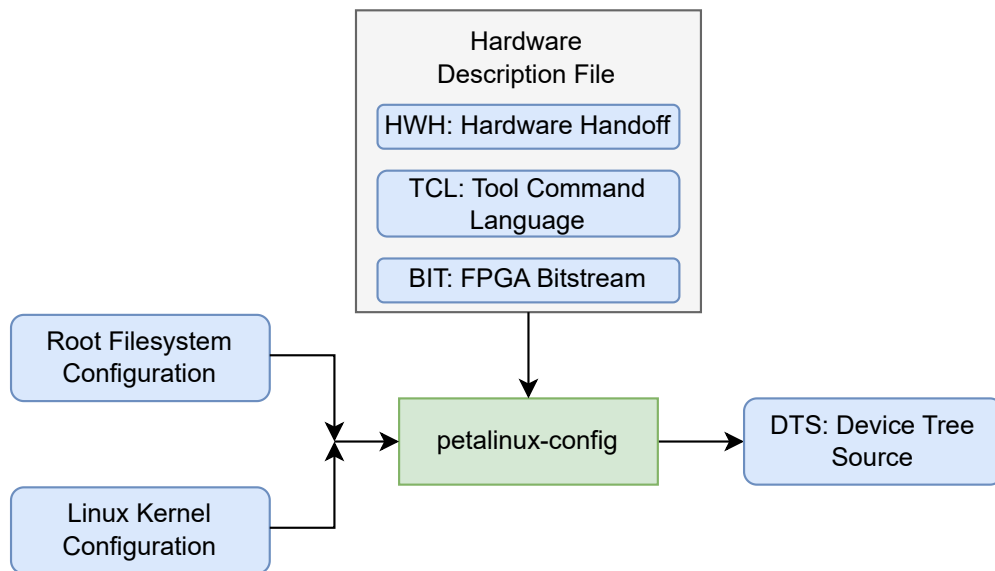 Hardware
Description File
HWH: Hardware Handoff
TCL: Tool Command
Language
BIT: FPGA Bitstream
Root Filesystem
Configuration
petalinux-config
DTS: Device Tree
Source
Linux Kernel
Configuration